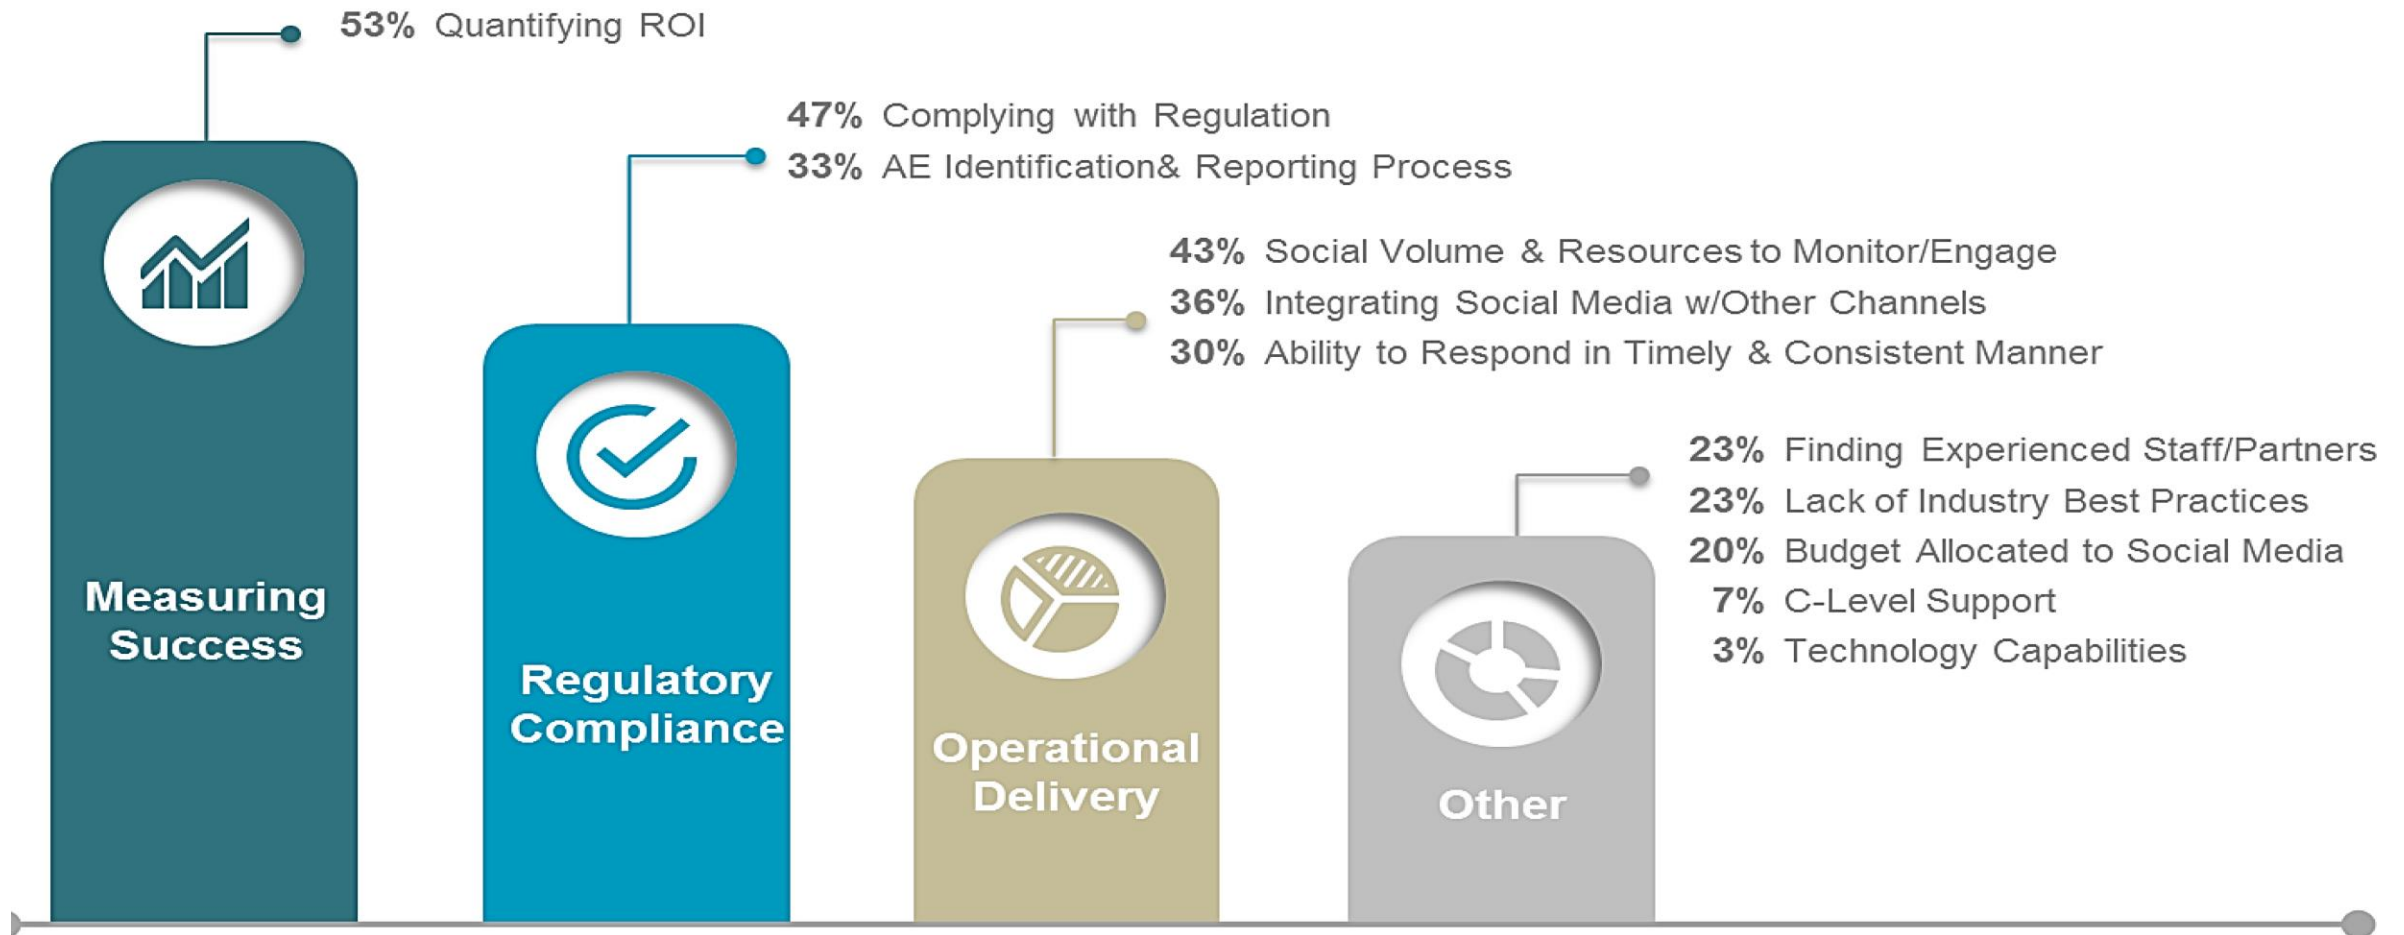 53% Quantifying ROI
47% Complying with Regulation
33% AE Identification& Reporting Process
43% Social Volume & Resources to Monitor/Engage
36% Integrating Social Media w/Other Channels
30% Ability to Respond in Timely & Consistent Manner
23% Finding Experienced Staff/Partners
23% Lack of Industry Best Practices
20% Budget Allocated to Social Media
7% C-Level Support
3% Technology Capabilities
Measuring
Success
Regulatory
Compliance
Operational
Delivery
Other